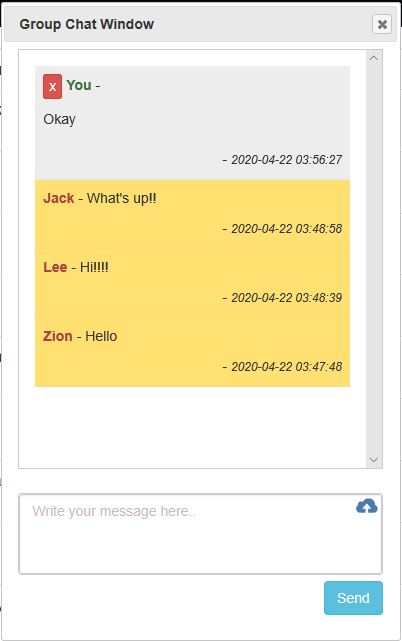 Group Chat Window
x You -
Okay
- 2020-04-22 03:56:27
Jack - What's up!!
- 2020-04-22 03:48:58
Lee - Hi!!!!
- 2020-04-22 03:48:39
Zion - Hello
- 2020-04-22 03:47:48
Write your message here..
Send